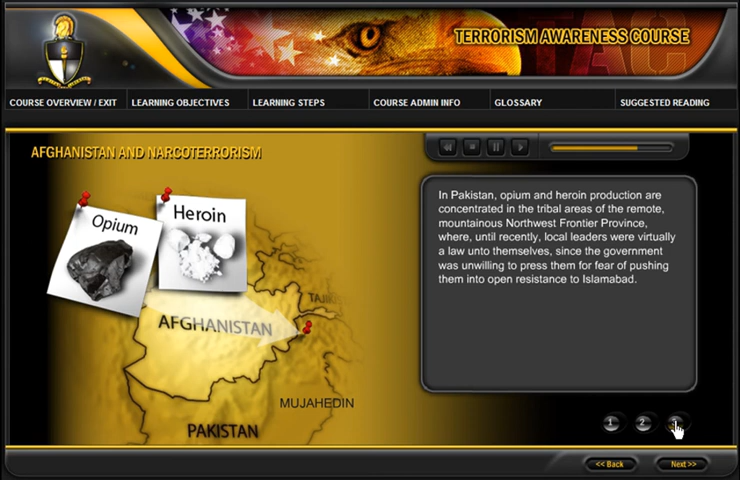 TERRORISM AWARENESS COURSE
TAC
COURSE OVERVIEW / EXIT
LEARNING OBJECTIVES
LEARNING STEPS
COURSE ADMIN INFO
GLOSSARY
SUGGESTED READING
AFGHANISTAN AND NARCOTERRORISM
Opium
Heroin
AFGHANISTAN
MUJAHEDIN
PAKISTAN
In Pakistan, opium and heroin production are
concentrated in the tribal areas of the remote,
mountainous Northwest Frontier Province,
where, until recently, local leaders were virtually
a law unto themselves, since the government
was unwilling to press them for fear of pushing
them into open resistance to Islamabad.
1
2
3
<< Back
Next >>